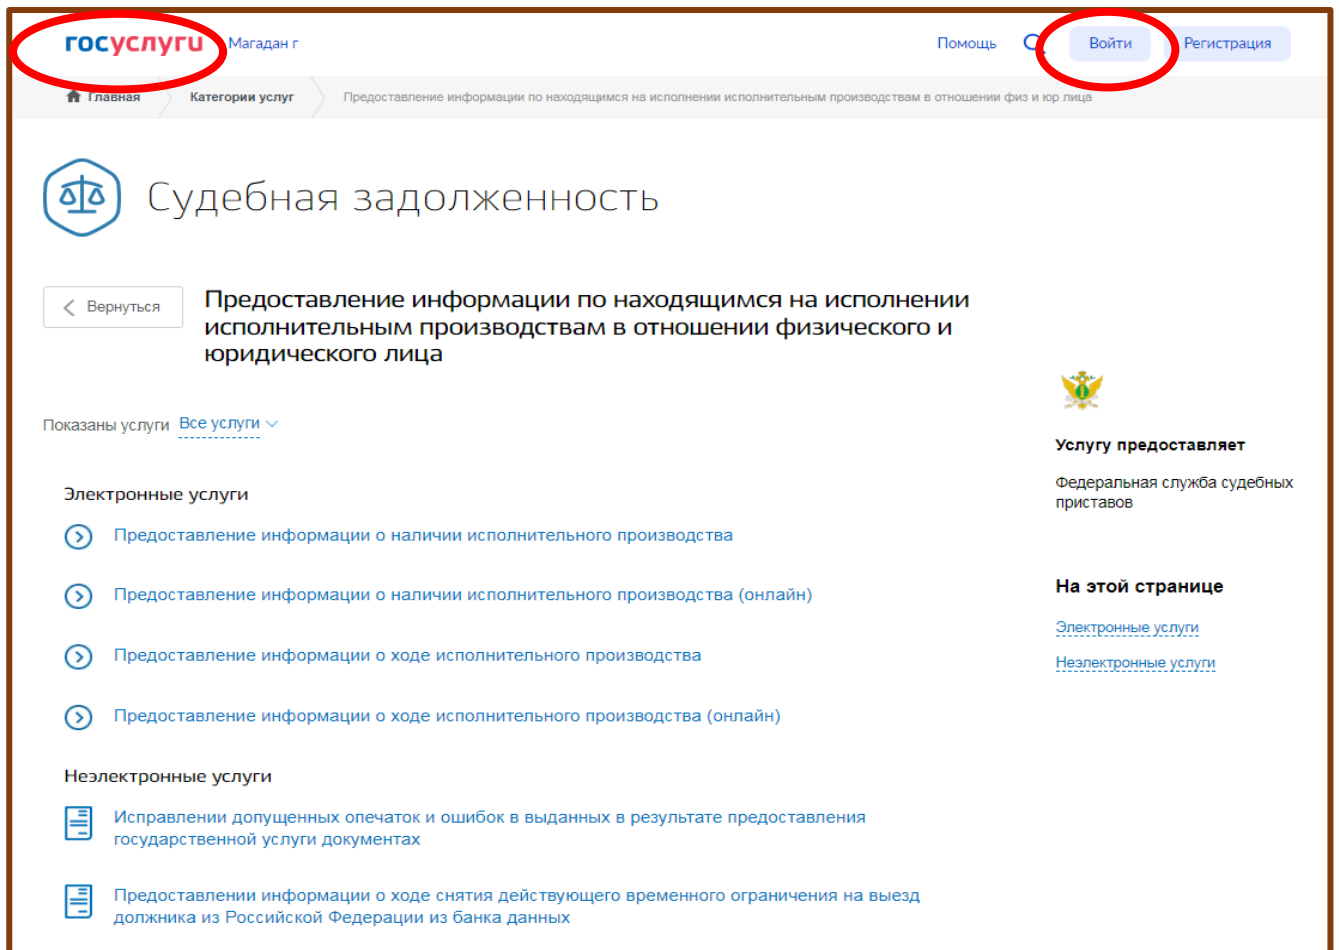 госуслуги Магадан г Помощь Войти Регистрация
Главная Категории услуг Предоставление информации по находящимся на исполнении исполнительным производствам в отношении физ и юр лица
Судебная задолженность
Вернуться
Предоставление информации по находящимся на исполнении
исполнительным производствам в отношении физического и
юридического лица
Показаны услуги Все услуги
Электронные услуги
Предоставление информации о наличии исполнительного производства
Предоставление информации о наличии исполнительного производства (онлайн)
Предоставление информации о ходе исполнительного производства
Предоставление информации о ходе исполнительного производства (онлайн)
Неэлектронные услуги
Исправлении допущенных опечаток и ошибок в выданных в результате предоставления
государственной услуги документах
Предоставлении информации о ходе снятия действующего временного ограничения на выезд
должника из Российской Федерации из банка данных
Услугу предоставляет
Федеральная служба судебных
приставов
На этой странице
Электронные услуги
Неэлектронные услуги